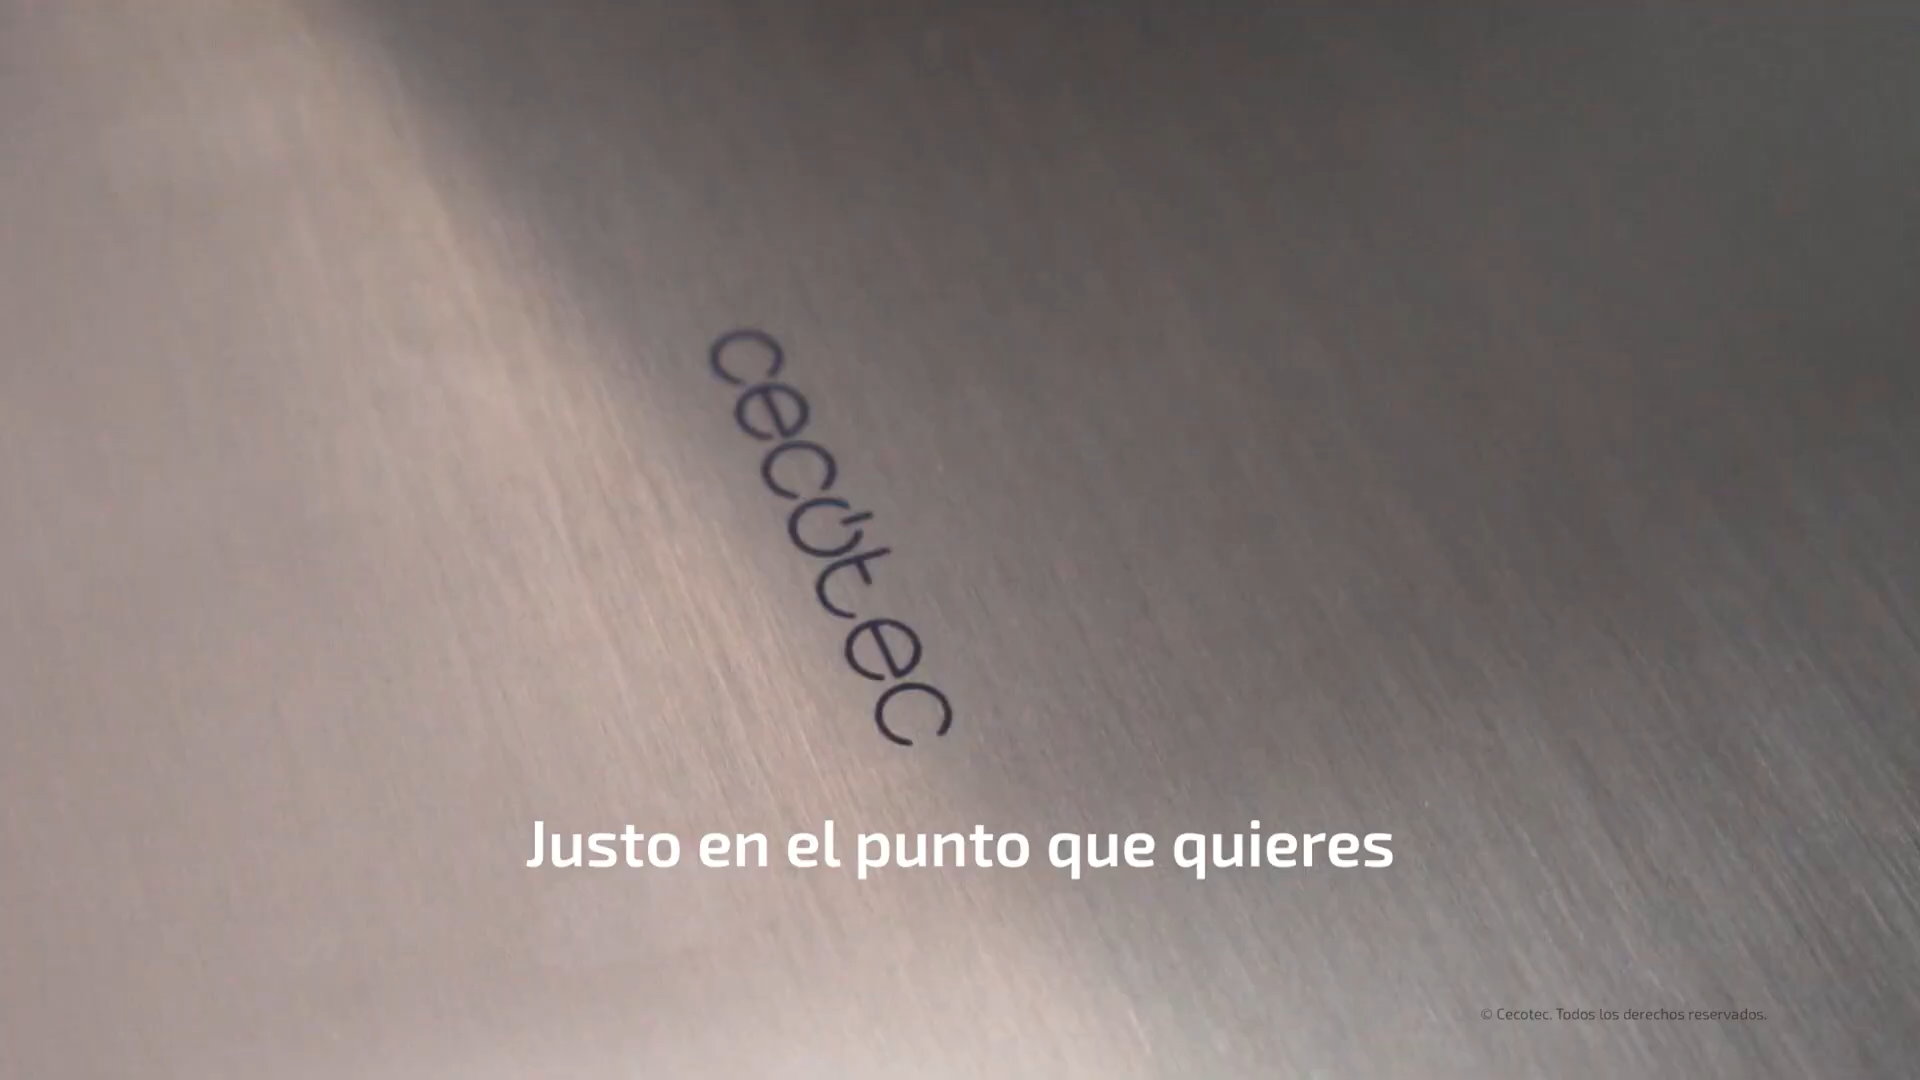 cecotec
Justo en el punto que quieres
© Cecotec. Todos los derechos reservados.